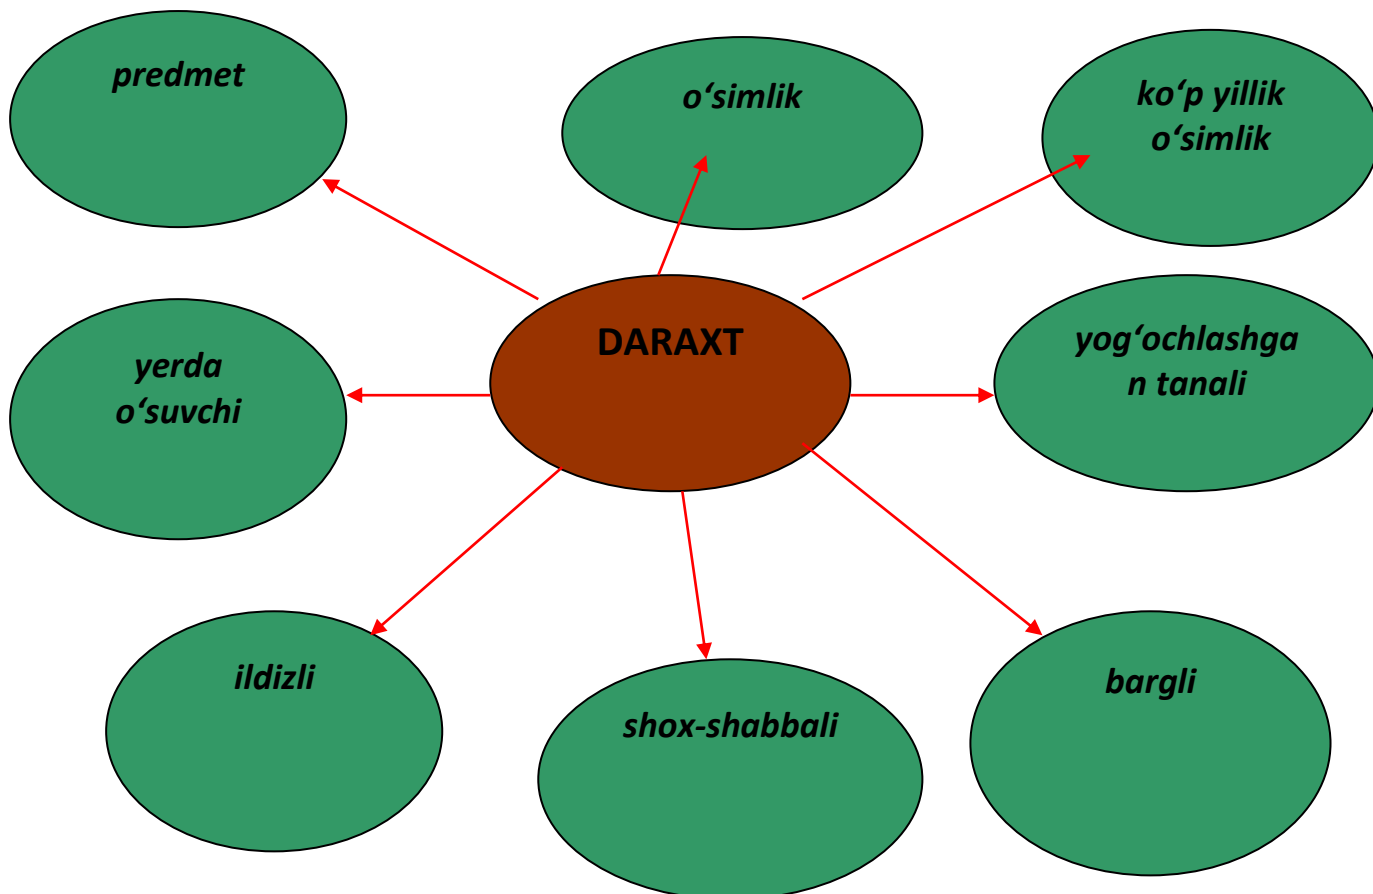 predmet
o‘simlik
ko‘p yillik
o‘simlik
DARAXT
yerda
o‘suvchi
yog‘ochlashga
n tanali
ildizli
shox-shabbali
bargli